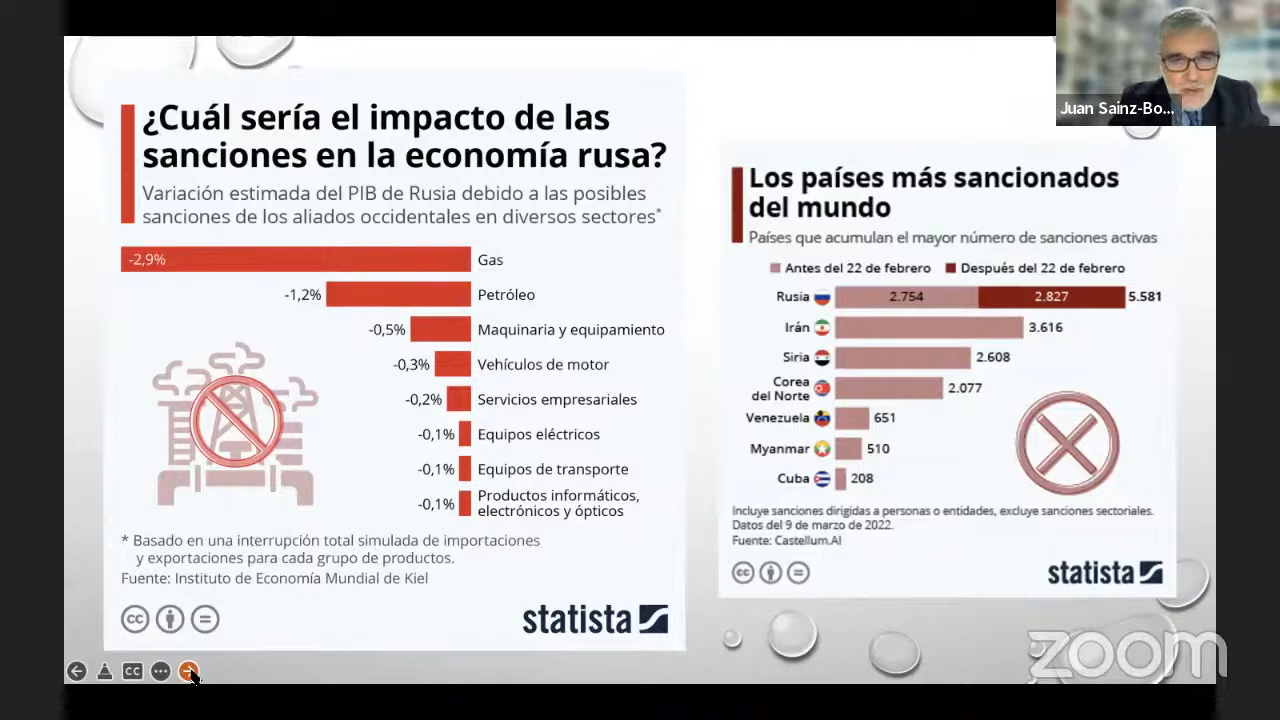 ¿Cuál sería el impacto de las
sanciones en la economía rusa?
Variación estimada del PIB de Rusia debido a las posibles
sanciones de los aliados occidentales en diversos sectores*
-2,9% Gas
-1,2% Petróleo
-0,5% Maquinaria y equipamiento
-0,3% Vehículos de motor
-0,2% Servicios empresariales
-0,1% Equipos eléctricos
-0,1% Equipos de transporte
-0,1% Productos informáticos,
electrónicos y ópticos
* Basado en una interrupción total simulada de importaciones
y exportaciones para cada grupo de productos.
Fuente: Instituto de Economía Mundial de Kiel
cc
=
statista
Juan Sainz-Bo...
Los países más sancionados
del mundo
Países que acumulan el mayor número de sanciones activas
Antes del 22 de febrero Después del 22 de febrero
Rusia 2.754 2.827 5.581
Irán 3.616
Siria 2.608
Corea
del Norte 2.077
Venezuela 651
Myanmar 510
Cuba 208
Incluye sanciones dirigidas a personas o entidades, excluye sanciones sectoriales.
Datos del 9 de marzo de 2022.
Fuente: Castellum.AI
cc
=
statista
zoom
CC